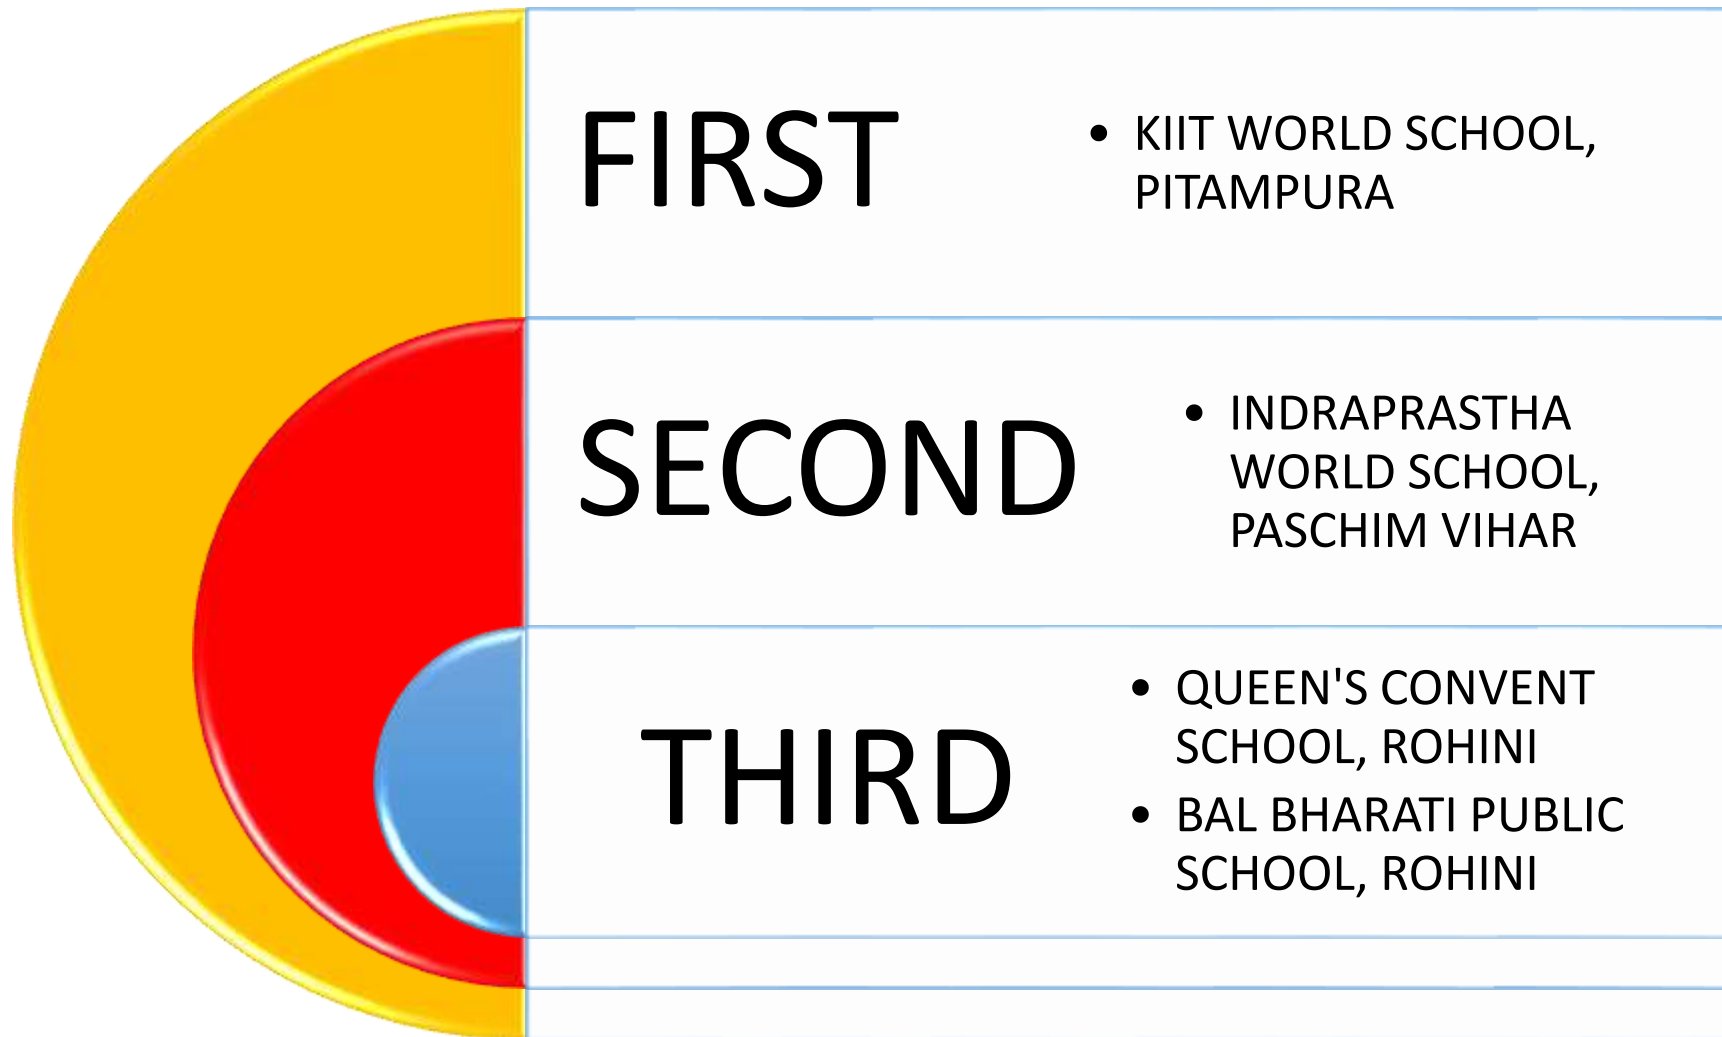 FIRST
• KIIT WORLD SCHOOL,
PITAMPURA
SECOND
• INDRAPRASTHA
WORLD SCHOOL,
PASCHIM VIHAR
THIRD
• QUEEN'S CONVENT
SCHOOL, ROHINI
• BAL BHARATI PUBLIC
SCHOOL, ROHINI